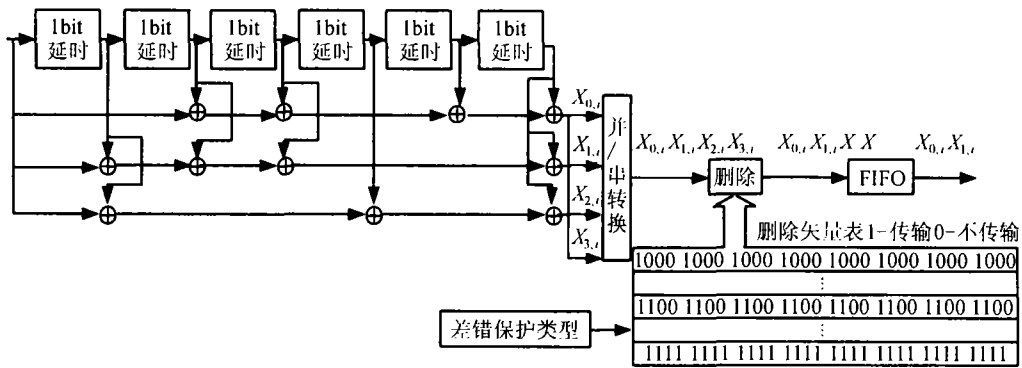 1bit 1bit 1bit 1bit 1bit 1bit
延时 延时 延时 延时 延时 延时
X0,t
X1,t
X2,t
X3,t
并/串转换
X0,t X1,t X2,t X3,t
删除
X0,t X1,t X X
FIFO
X0,t X1,t
删除矢量表1-传输0-不传输
1000 1000 1000 1000 1000 1000 1000 1000
⋮
1100 1100 1100 1100 1100 1100 1100 1100
⋮
1111 1111 1111 1111 1111 1111 1111 1111
差错保护类型